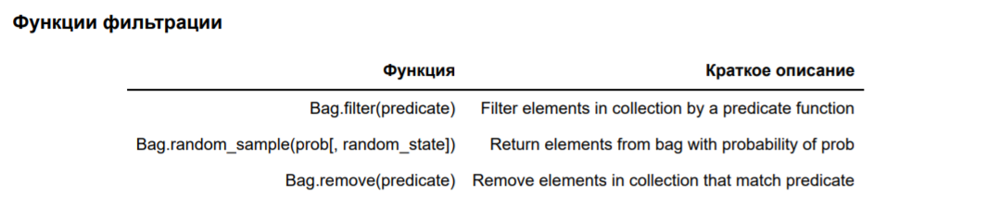 Функции фильтрации
Функция Краткое описание
Bag.filter(predicate) Filter elements in collection by a predicate function
Bag.random_sample(prob[, random_state]) Return elements from bag with probability of prob
Bag.remove(predicate) Remove elements in collection that match predicate